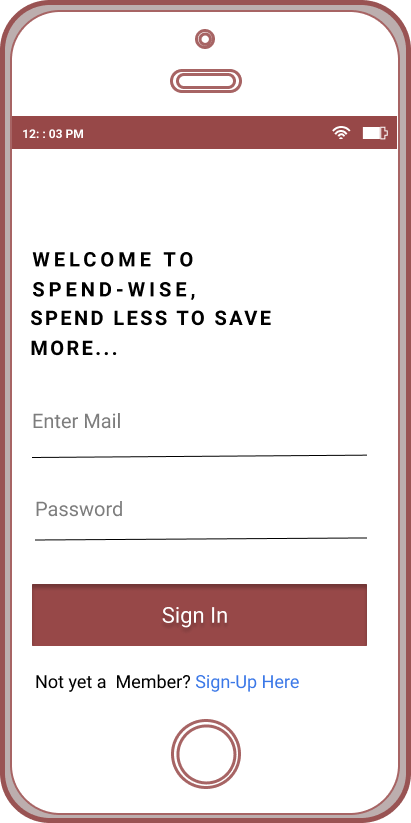 12: : 03 PM
WELCOME TO
SPEND-WISE,
SPEND LESS TO SAVE
MORE...
Enter Mail
Password
Sign In
Not yet a  Member? Sign-Up Here